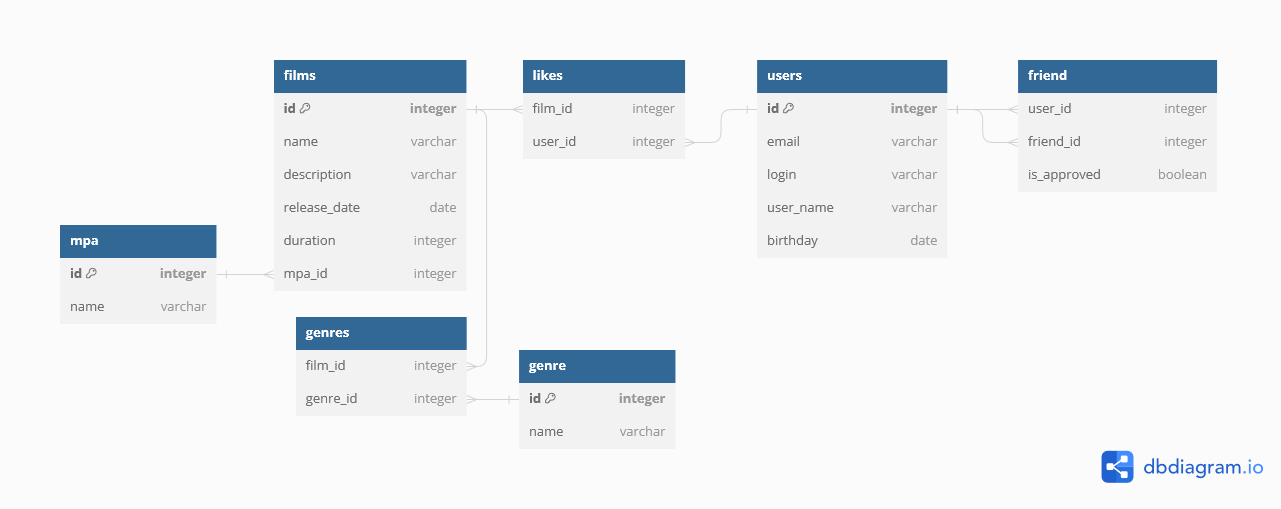 films
id integer
name varchar
description varchar
release_date date
duration integer
mpa_id integer
likes
film_id integer
user_id integer
users
id integer
email varchar
login varchar
user_name varchar
birthday date
friend
user_id integer
friend_id integer
is_approved boolean
mpa
id integer
name varchar
genres
film_id integer
genre_id integer
genre
id integer
name varchar
dbdiagram.io